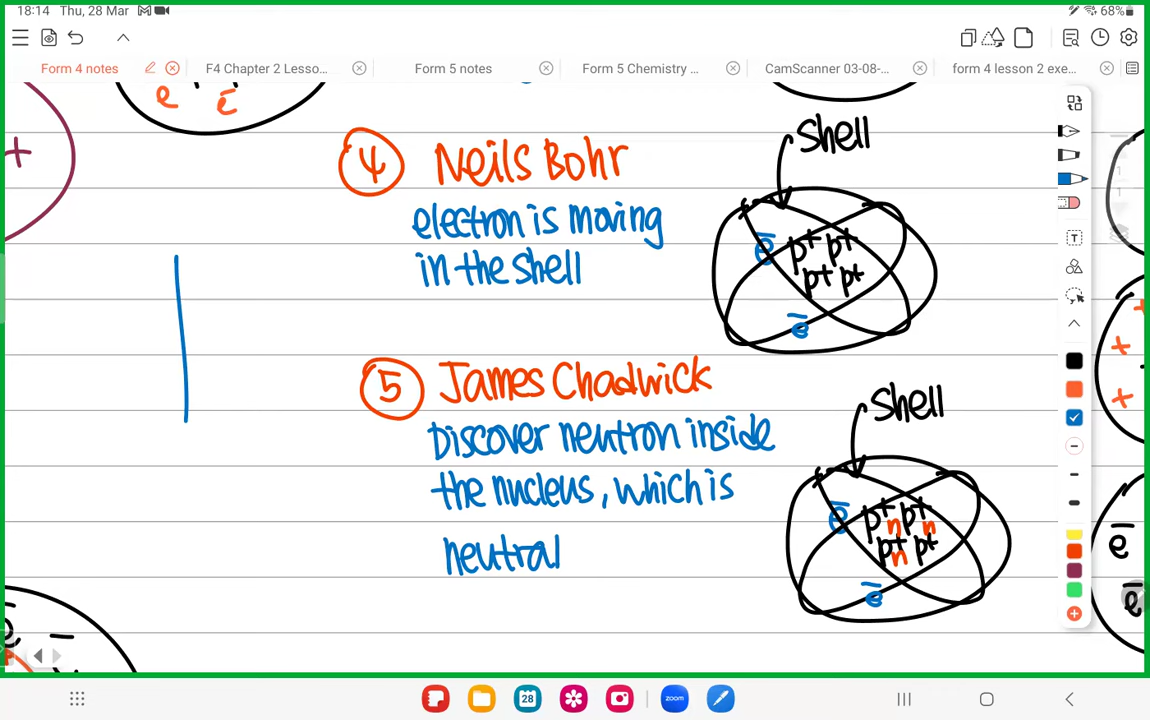 18:14 Thu, 28 Mar
68%
Form 4 notes
F4 Chapter 2 Lesso...
Form 5 notes
Form 5 Chemistry ...
CamScanner 03-08-...
form 4 lesson 2 exe...
e ē
+
4 Neils Bohr
electron is moving
in the shell
Shell
ē p+ p+
p+ p+
ē
+
+
+
5 James Chadwick
Discover neutron inside
the nucleus, which is
neutral
Shell
ē p+ p+
n n
p+ p+
n
ē
ē
ē
e
T
28
zoom